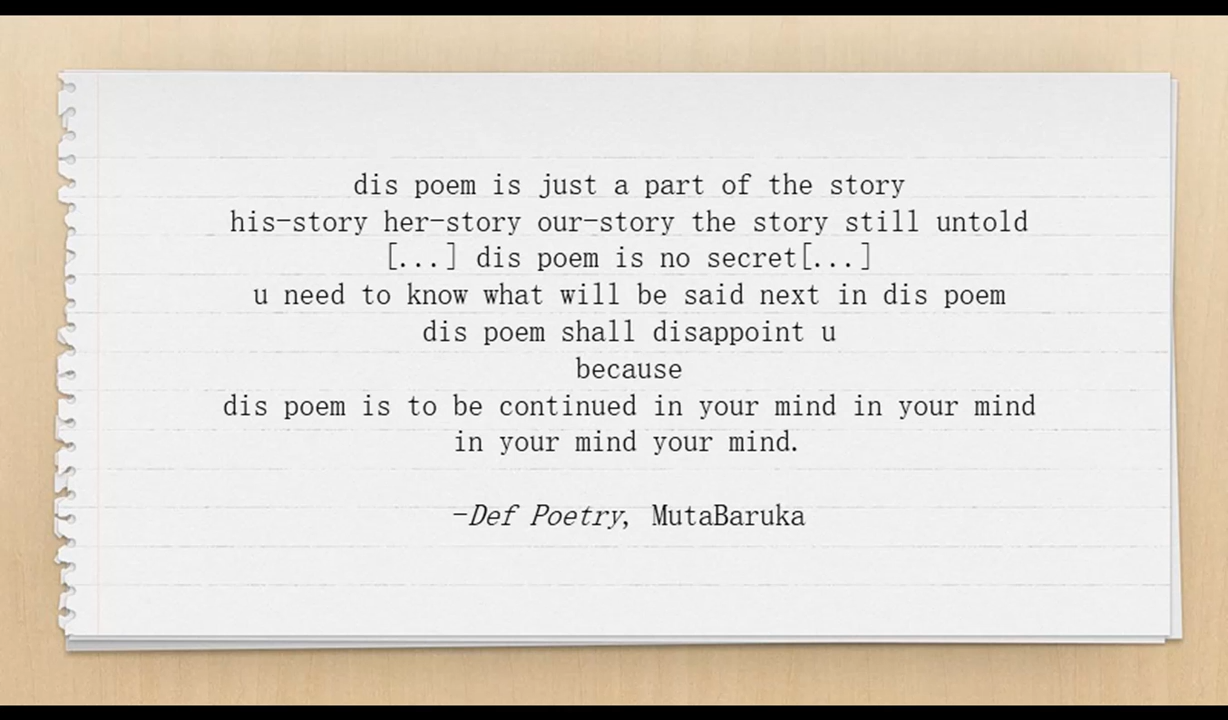 dis poem is just a part of the story
his-story her-story our-story the story still untold
[...] dis poem is no secret[...]
u need to know what will be said next in dis poem
dis poem shall disappoint u
because
dis poem is to be continued in your mind in your mind
in your mind your mind.
-Def Poetry, MutaBaruka